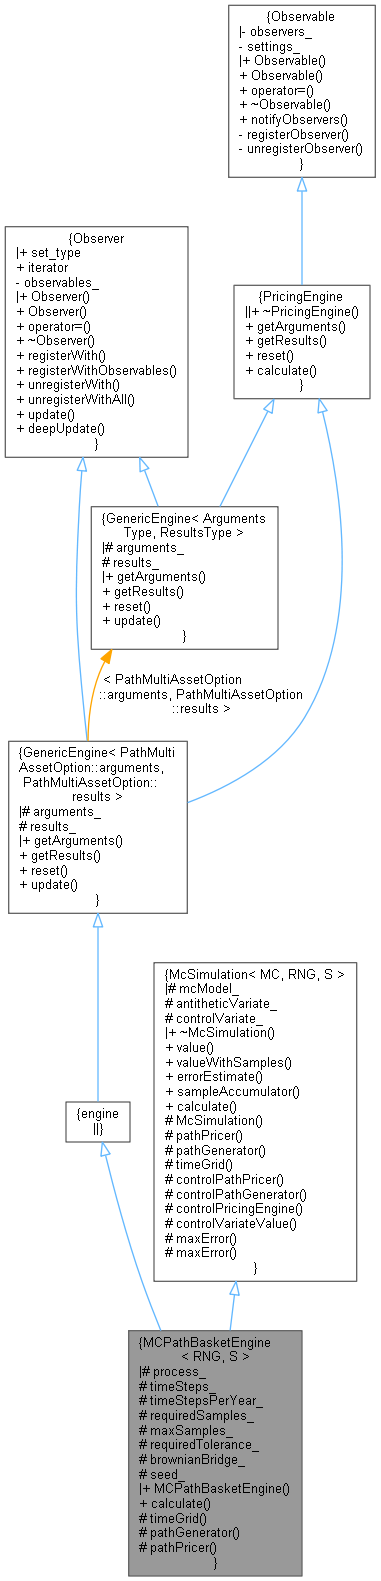 {Observable
|- observers_
- settings_
|+ Observable()
+ Observable()
+ operator=()
+ ~Observable()
+ notifyObservers()
- registerObserver()
- unregisterObserver()
}
{Observer
|+ set_type
+ iterator
- observables_
|+ Observer()
+ Observer()
+ operator=()
+ ~Observer()
+ registerWith()
+ registerWithObservables()
+ unregisterWith()
+ unregisterWithAll()
+ update()
+ deepUpdate()
}
{PricingEngine
||+ ~PricingEngine()
+ getArguments()
+ getResults()
+ reset()
+ calculate()
}
{GenericEngine< Arguments
Type, ResultsType >
|# arguments_
# results_
|+ getArguments()
+ getResults()
+ reset()
+ update()
}
< PathMultiAssetOption
::arguments, PathMultiAssetOption
::results >
{GenericEngine< PathMulti
AssetOption::arguments,
PathMultiAssetOption::
results >
|# arguments_
# results_
|+ getArguments()
+ getResults()
+ reset()
+ update()
}
{McSimulation< MC, RNG, S >
|# mcModel_
# antitheticVariate_
# controlVariate_
|+ ~McSimulation()
+ value()
+ valueWithSamples()
+ errorEstimate()
+ sampleAccumulator()
+ calculate()
# McSimulation()
# pathPricer()
# pathGenerator()
# timeGrid()
# controlPathPricer()
# controlPathGenerator()
# controlPricingEngine()
# controlVariateValue()
# maxError()
# maxError()
}
{engine
||}
{MCPathBasketEngine
< RNG, S >
|# process_
# timeSteps_
# timeStepsPerYear_
# requiredSamples_
# maxSamples_
# requiredTolerance_
# brownianBridge_
# seed_
|+ MCPathBasketEngine()
+ calculate()
# timeGrid()
# pathGenerator()
# pathPricer()
}